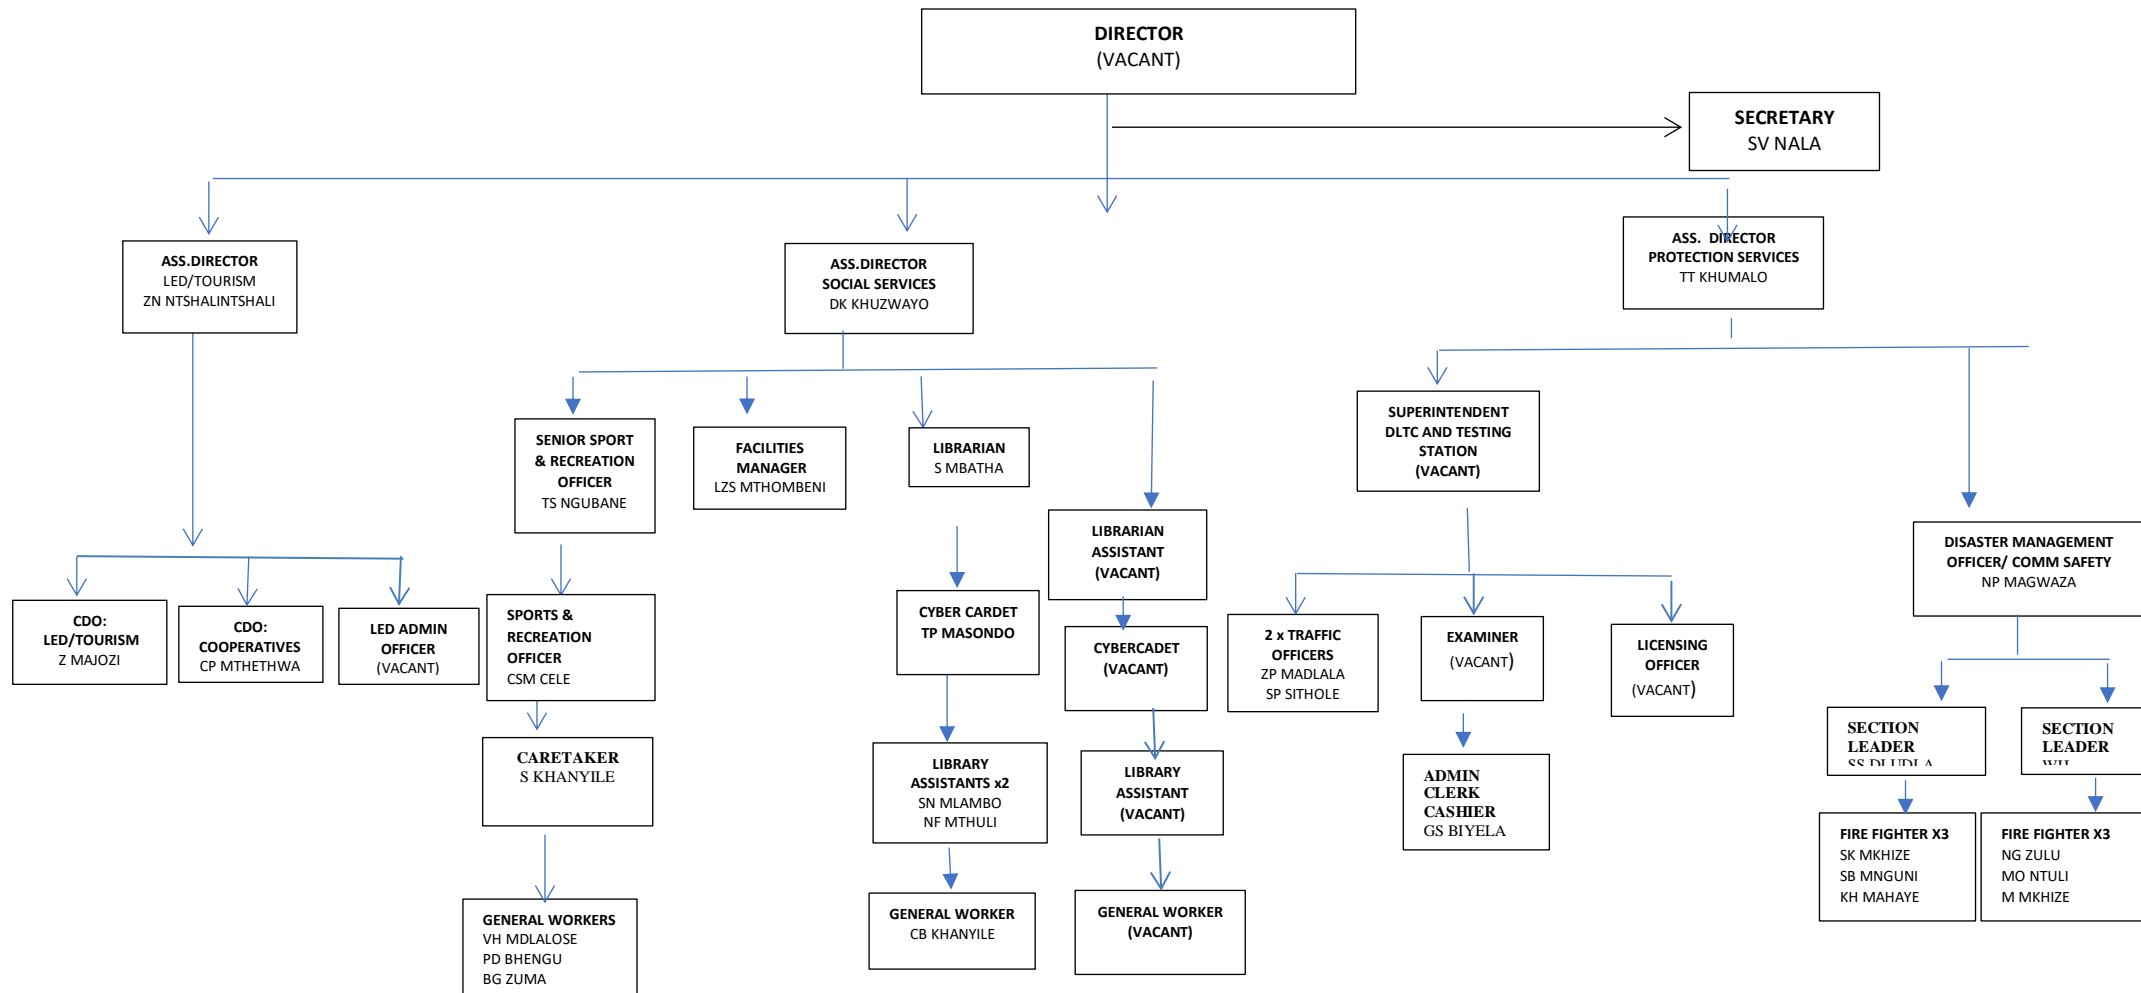 DIRECTOR
(VACANT)
SECRETARY
SV NALA
ASS.DIRECTOR
LED/TOURISM
ZN NTSHALINTSHALI
ASS.DIRECTOR
SOCIAL SERVICES
DK KHUZWAYO
ASS. DIRECTOR
PROTECTION SERVICES
TT KHUMALO
SENIOR SPORT
& RECREATION
OFFICER
TS NGUBANE
FACILITIES
MANAGER
LZS MTHOMBENI
LIBRARIAN
S MBATHA
LIBRARIAN
ASSISTANT
(VACANT)
SUPERINTENDENT
DLTC AND TESTING
STATION
(VACANT)
DISASTER MANAGEMENT
OFFICER/ COMM SAFETY
NP MAGWAZA
CDO:
LED/TOURISM
Z MAJOZI
CDO:
COOPERATIVES
CP MTHETHWA
LED ADMIN
OFFICER
(VACANT)
SPORTS &
RECREATION
OFFICER
CSM CELE
CYBER CARDET
TP MASONDO
CYBERCADET
(VACANT)
2 x TRAFFIC
OFFICERS
ZP MADLALA
SP SITHOLE
EXAMINER
(VACANT)
LICENSING
OFFICER
(VACANT)
CARETAKER
S KHANYILE
LIBRARY
ASSISTANTS x2
SN MLAMBO
NF MTHULI
LIBRARY
ASSISTANT
(VACANT)
ADMIN
CLERK
CASHIER
GS BIYELA
SECTION
LEADER
SS DLUDLA
SECTION
LEADER
FIRE FIGHTER X3
SK MKHIZE
SB MNGUNI
KH MAHAYE
FIRE FIGHTER X3
NG ZULU
MO NTULI
M MKHIZE
GENERAL WORKERS
VH MDLALOSE
PD BHENGU
BG ZUMA
GENERAL WORKER
CB KHANYILE
GENERAL WORKER
(VACANT)